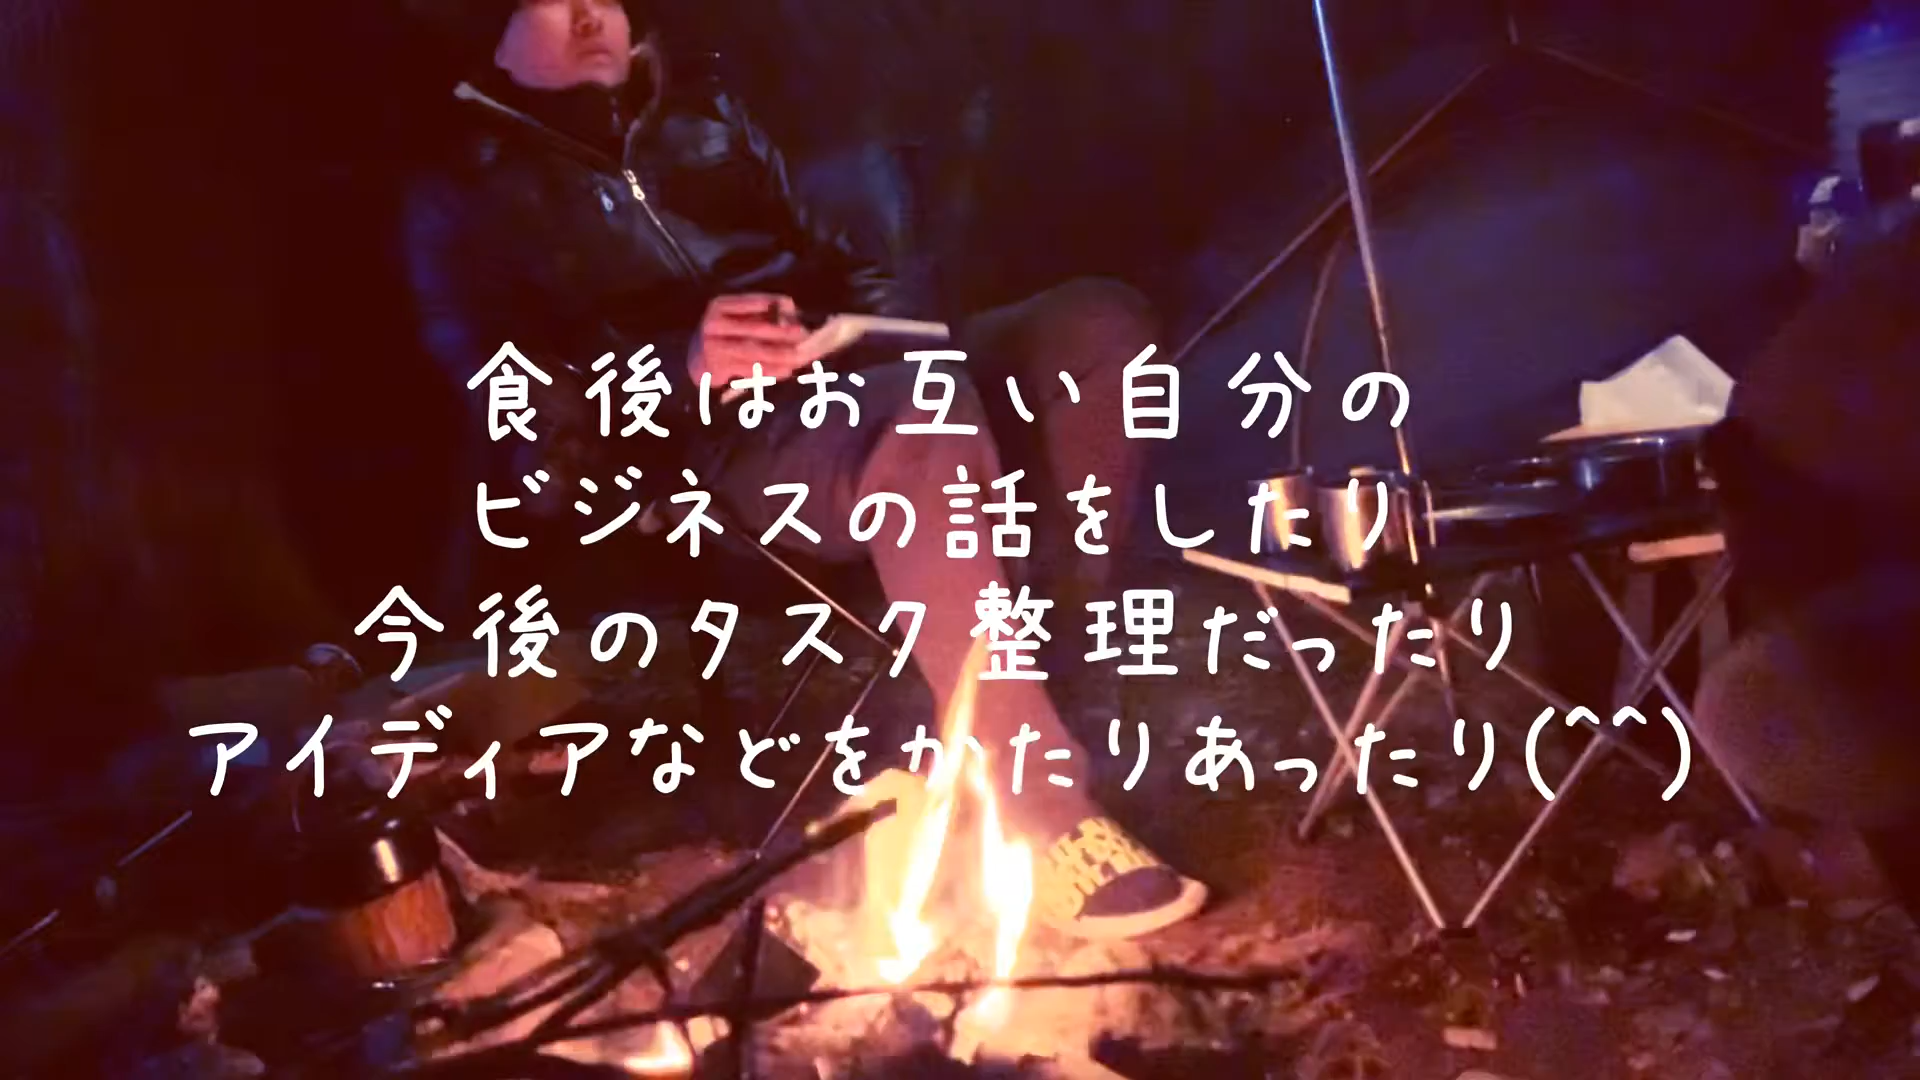 食後はお互い自分の
ビジネスの話をしたり
今後のタスク整理だったり
アイディアなどをかたりあったり(^^)